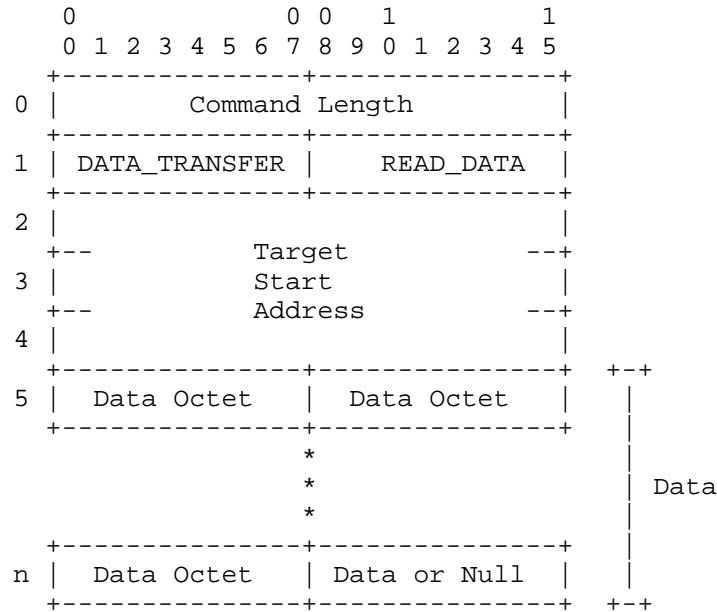 0             0 0   1         1
     0 1 2 3 4 5 6 7 8 9 0 1 2 3 4 5
    +---------------+---------------+
0 |        Command Length         |
    +---------------+---------------+
1 | DATA_TRANSFER |    READ_DATA  |
    +---------------+---------------+
2 |                               |
    +--          Target           --+
3 |            Start              |
    +--          Address          --+
4 |                               |
    +---------------+---------------+  +-+
5 |  Data Octet   |  Data Octet   |   |
    +---------------+---------------+   |
                    *                   |
                    *                   | Data
                    *                   |
    +---------------+---------------+   |
n |  Data Octet   | Data or Null  |   |
    +---------------+---------------+  +-+